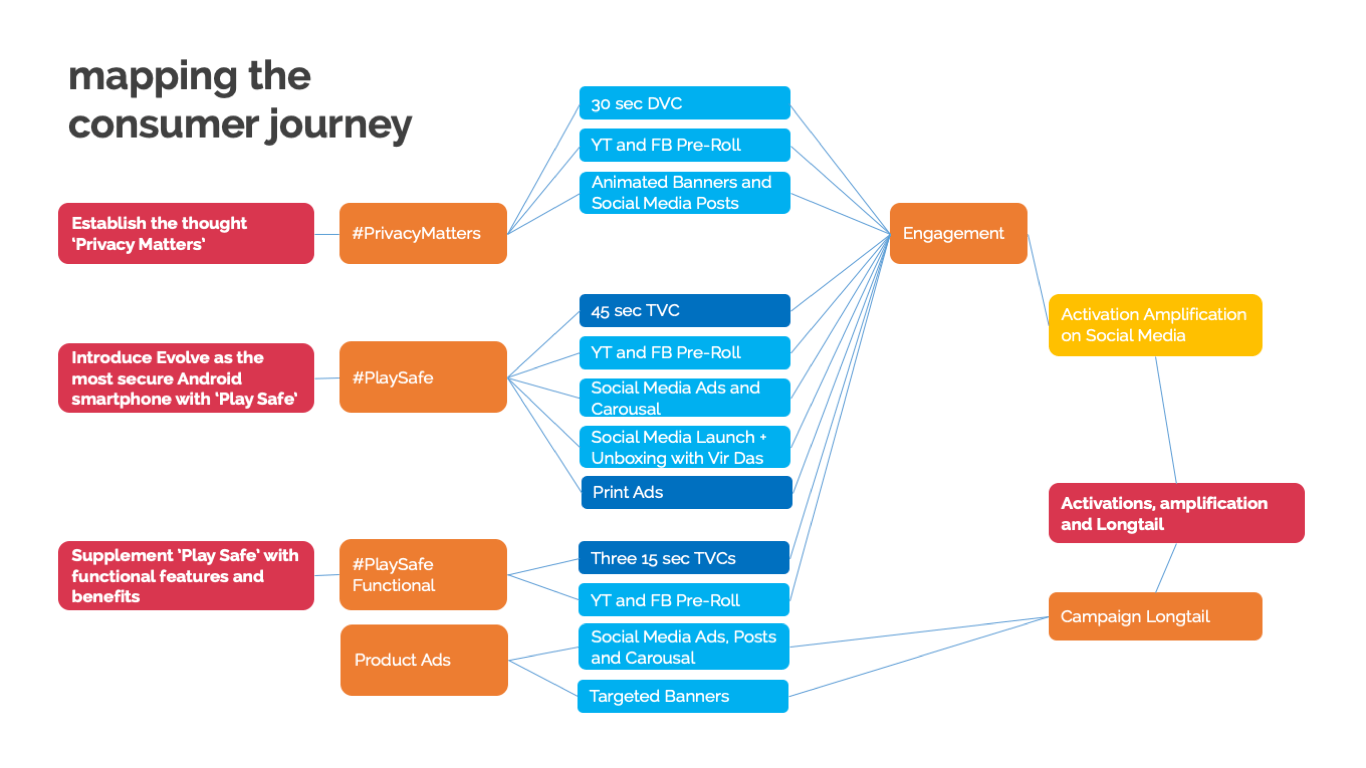 mapping the
consumer journey
Establish the thought
‘Privacy Matters’
#PrivacyMatters
30 sec DVC
YT and FB Pre-Roll
Animated Banners and
Social Media Posts
Engagement
Activation Amplification
on Social Media
Introduce Evolve as the
most secure Android
smartphone with ‘Play Safe’
#PlaySafe
45 sec TVC
YT and FB Pre-Roll
Social Media Ads and
Carousal
Social Media Launch +
Unboxing with Vir Das
Print Ads
Activations, amplification
and Longtail
Supplement ‘Play Safe’ with
functional features and
benefits
#PlaySafe
Functional
Three 15 sec TVCs
YT and FB Pre-Roll
Product Ads
Social Media Ads, Posts
and Carousal
Targeted Banners
Campaign Longtail